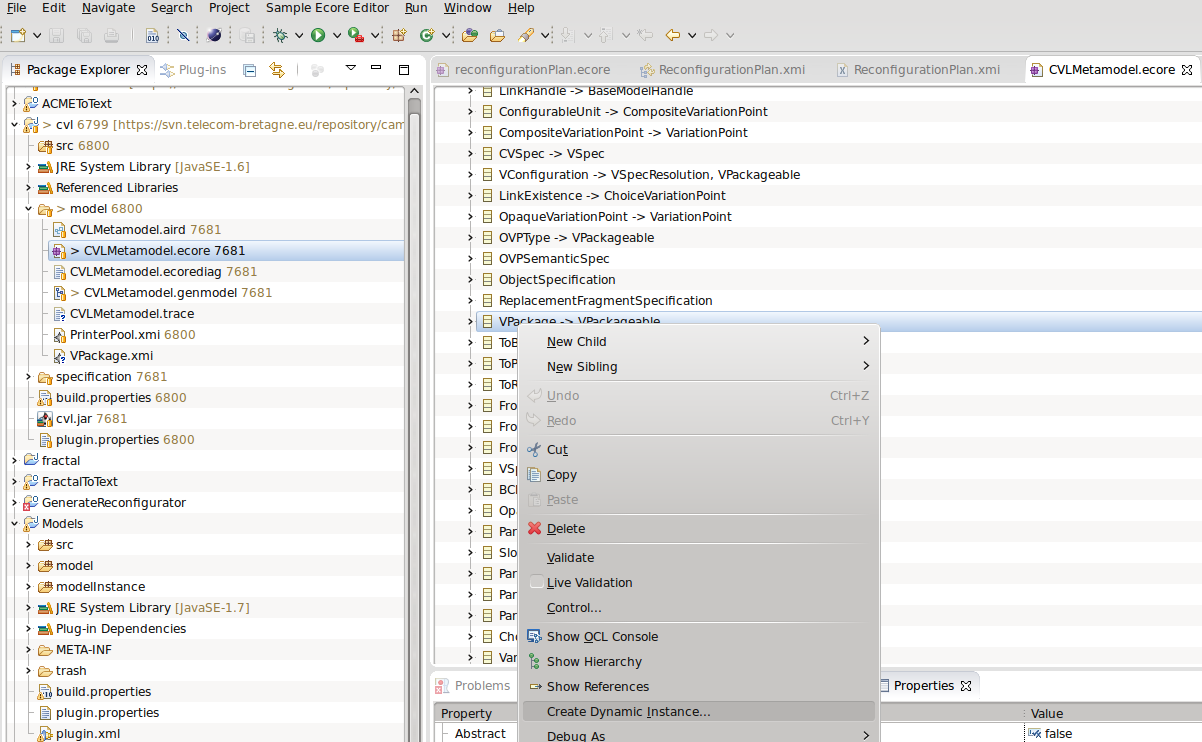 File Edit Navigate Search Project Sample Ecore Editor Run Window Help
Package Explorer
Plug-ins
ACMEToText
> cvl 6799 [https://svn.telecom-bretagne.eu/repository/cam
src 6800
JRE System Library [JavaSE-1.6]
Referenced Libraries
> model 6800
CVLMetamodel.aird 7681
> CVLMetamodel.ecore 7681
CVLMetamodel.ecorediag 7681
> CVLMetamodel.genmodel 7681
CVLMetamodel.trace
PrinterPool.xmi 6800
VPackage.xmi
specification 7681
build.properties 6800
cvl.jar 7681
plugin.properties 6800
fractal
FractalToText
GenerateReconfigurator
Models
src
model
modelInstance
JRE System Library [JavaSE-1.7]
Plug-in Dependencies
META-INF
trash
build.properties
plugin.properties
plugin.xml
reconfigurationPlan.ecore
ReconfigurationPlan.xmi
ReconfigurationPlan.xmi
CVLMetamodel.ecore
LinkHandle -> BaseModelHandle
ConfigurableUnit -> CompositeVariationPoint
CompositeVariationPoint -> VariationPoint
CVSpec -> VSpec
VConfiguration -> VSpecResolution, VPackageable
LinkExistence -> ChoiceVariationPoint
OpaqueVariationPoint -> VariationPoint
OVPType -> VPackageable
OVPSemanticSpec
ObjectSpecification
ReplacementFragmentSpecification
VPackage -> VPackageable
ToB
ToP
ToR
Fro
Fro
Fro
VSp
BCL
Op
Par
Slo
Par
Par
Par
Cho
Var
New Child
New Sibling
Undo Ctrl+Z
Redo Ctrl+Y
Cut
Copy
Paste
Delete
Validate
Live Validation
Control...
Show OCL Console
Show Hierarchy
Show References
Create Dynamic Instance...
Debug As
Problems
Properties
Property Value
Abstract false